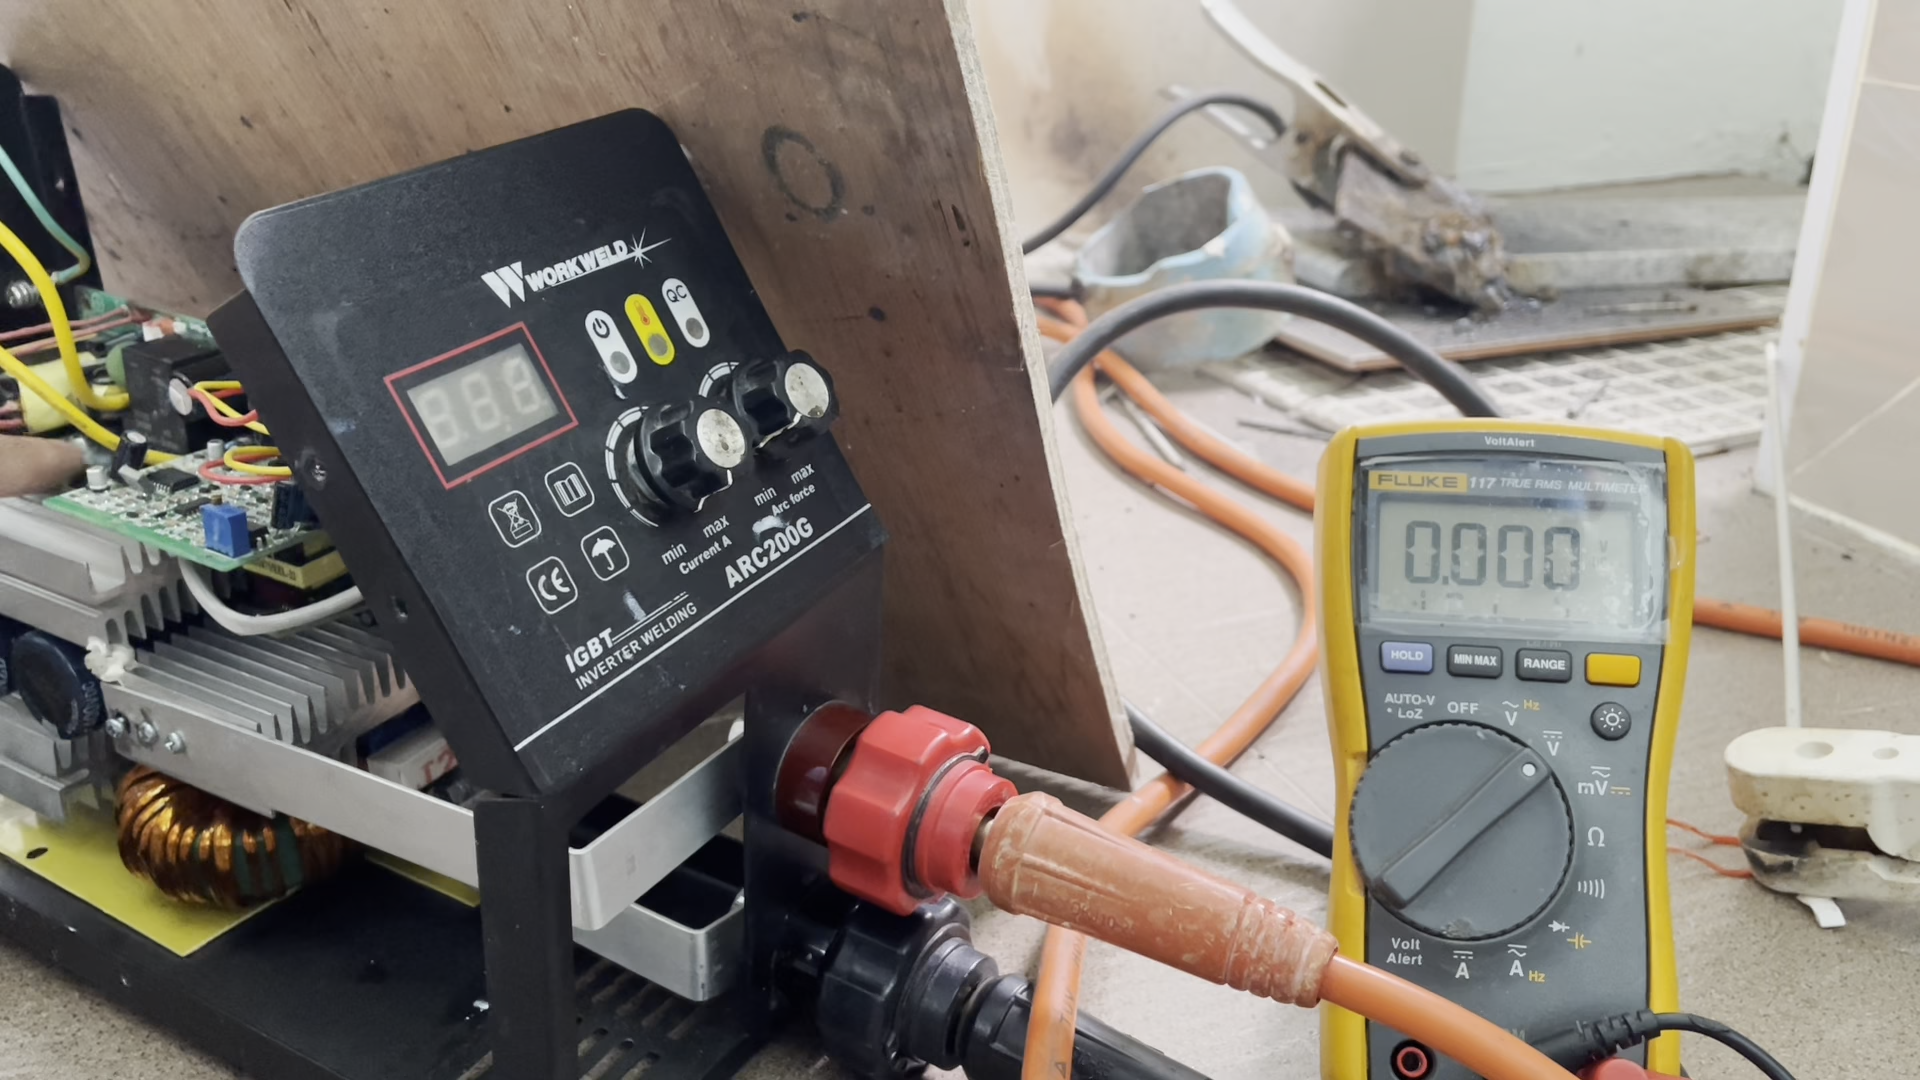 WORKWELD
QC
min max
Current A
min max
Arc force
ARC200G
CE
IGBT
INVERTER WELDING
VoltAlert
FLUKE 117 TRUE RMS MULTIMETER
0.000 V
HOLD
MIN MAX
RANGE
AUTO-V
LoZ
OFF
V Hz
V
mV
Ω
Volt
Alert
A
A Hz